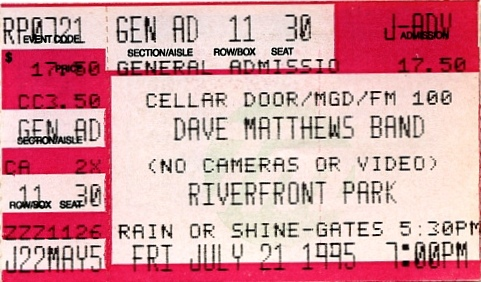 RP0721 GEN AD 11 30 J-ADV
EVENT CODE SECTION/AISLE ROW/BOX SEAT ADMISSION
$ 17.50 GENERAL ADMISSIO 17.50
PRICE
CC3.50 CELLAR DOOR/MGD/FM 100
GEN AD DAVE MATTHEWS BAND
SECTION/AISLE
CA 2X (NO CAMERAS OR VIDEO)
11 30 RIVERFRONT PARK
ROW/BOX SEAT
ZZZ1126 RAIN OR SHINE-GATES 5:30PM
J22MAY5 FRI JULY 21 1995 7:00PM